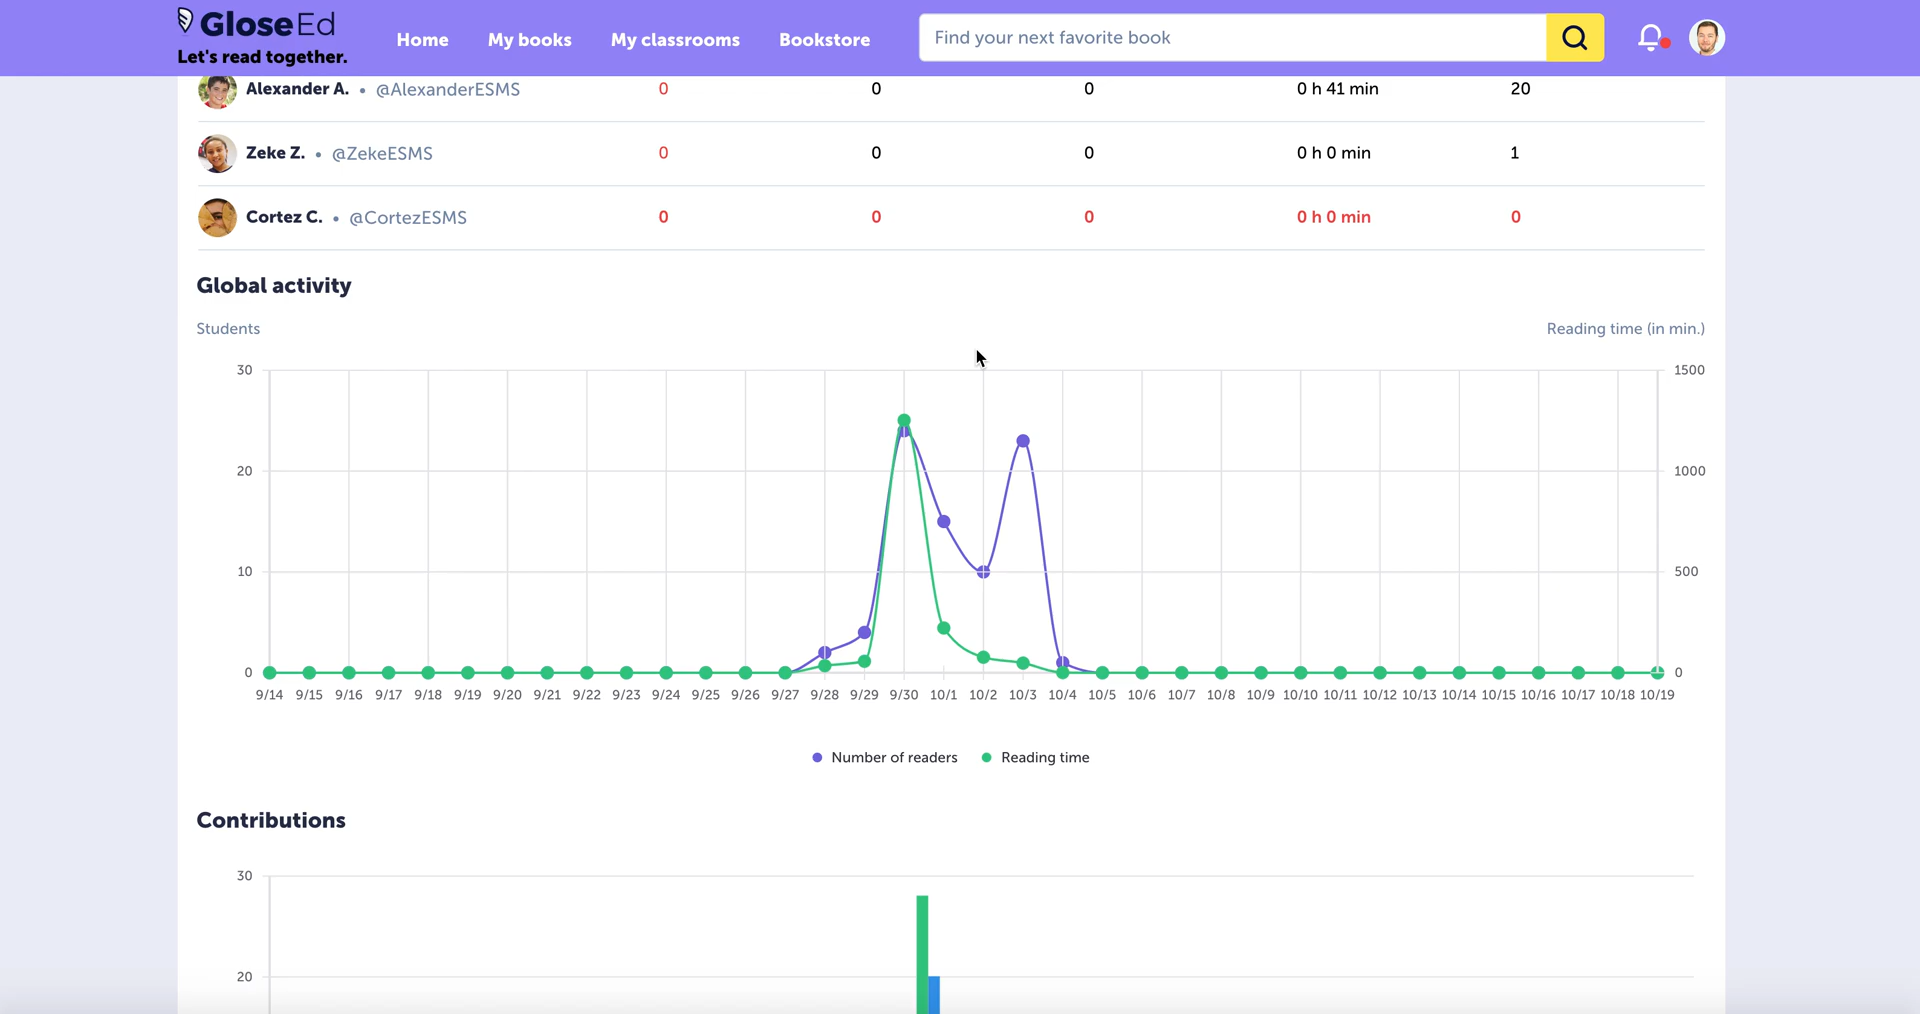 GloseEd
Let's read together.
Home
My books
My classrooms
Bookstore
Find your next favorite book
Alexander A. • @AlexanderESMS 0 0 0 0 h 41 min 20
Zeke Z. • @ZekeESMS 0 0 0 0 h 0 min 1
Cortez C. • @CortezESMS 0 0 0 0 h 0 min 0
Global activity
Students Reading time (in min.)
30 1500
20 1000
10 500
0 0
9/14 9/15 9/16 9/17 9/18 9/19 9/20 9/21 9/22 9/23 9/24 9/25 9/26 9/27 9/28 9/29 9/30 10/1 10/2 10/3 10/4 10/5 10/6 10/7 10/8 10/9 10/10 10/11 10/12 10/13 10/14 10/15 10/16 10/17 10/18 10/19
Number of readers Reading time
Contributions
30
20